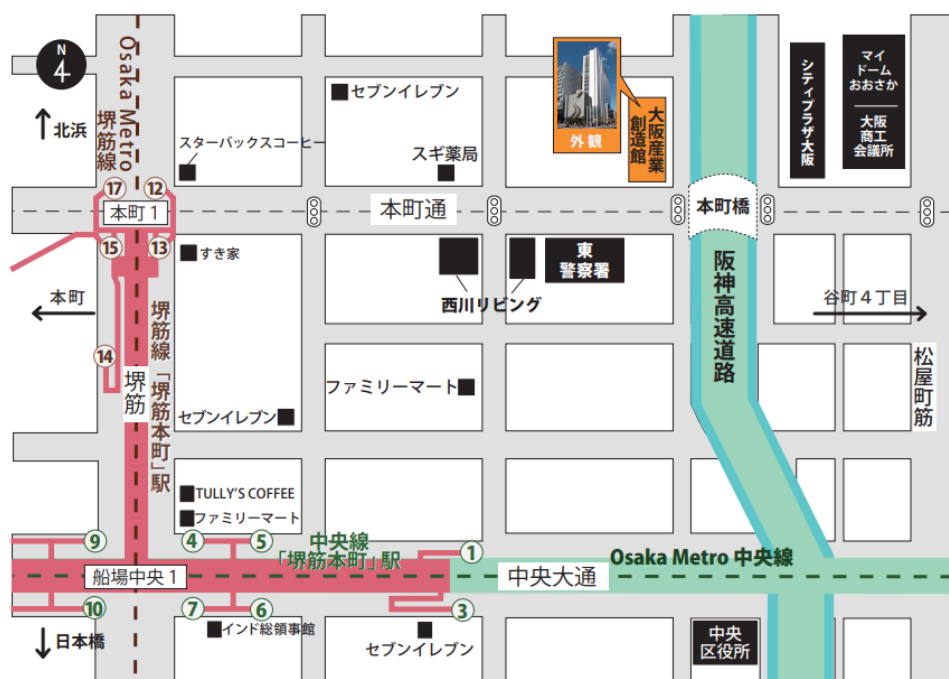 N
北浜
Osaka Metro
堺筋線
スターバックスコーヒー
セブンイレブン
スギ薬局
外観
大阪産業
創造館
シティプラザ大阪
マイ
ドーム
おおさか
大阪
商工
会議所
17
12
本町1
15
13
本町通
本町橋
すき家
西川リビング
東
警察署
本町
谷町4丁目
阪神高速道路
松屋町筋
14
堺筋
堺筋線「堺筋本町」駅
ファミリーマート
セブンイレブン
TULLY'S COFFEE
ファミリーマート
9
4
5
中央線
「堺筋本町」駅
1
Osaka Metro 中央線
船場中央1
中央大通
10
7
6
3
日本橋
インド総領事館
セブンイレブン
中央
区役所